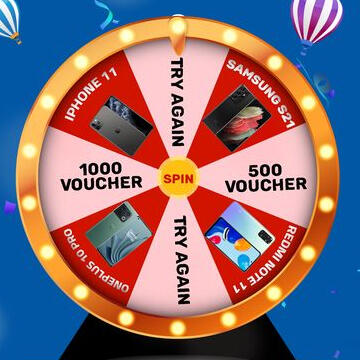 IPHONE 11
TRY AGAIN
SAMSUNG S21
1000
VOUCHER
SPIN
500
VOUCHER
ONEPLUS 10 PRO
TRY AGAIN
REDMI NOTE 11